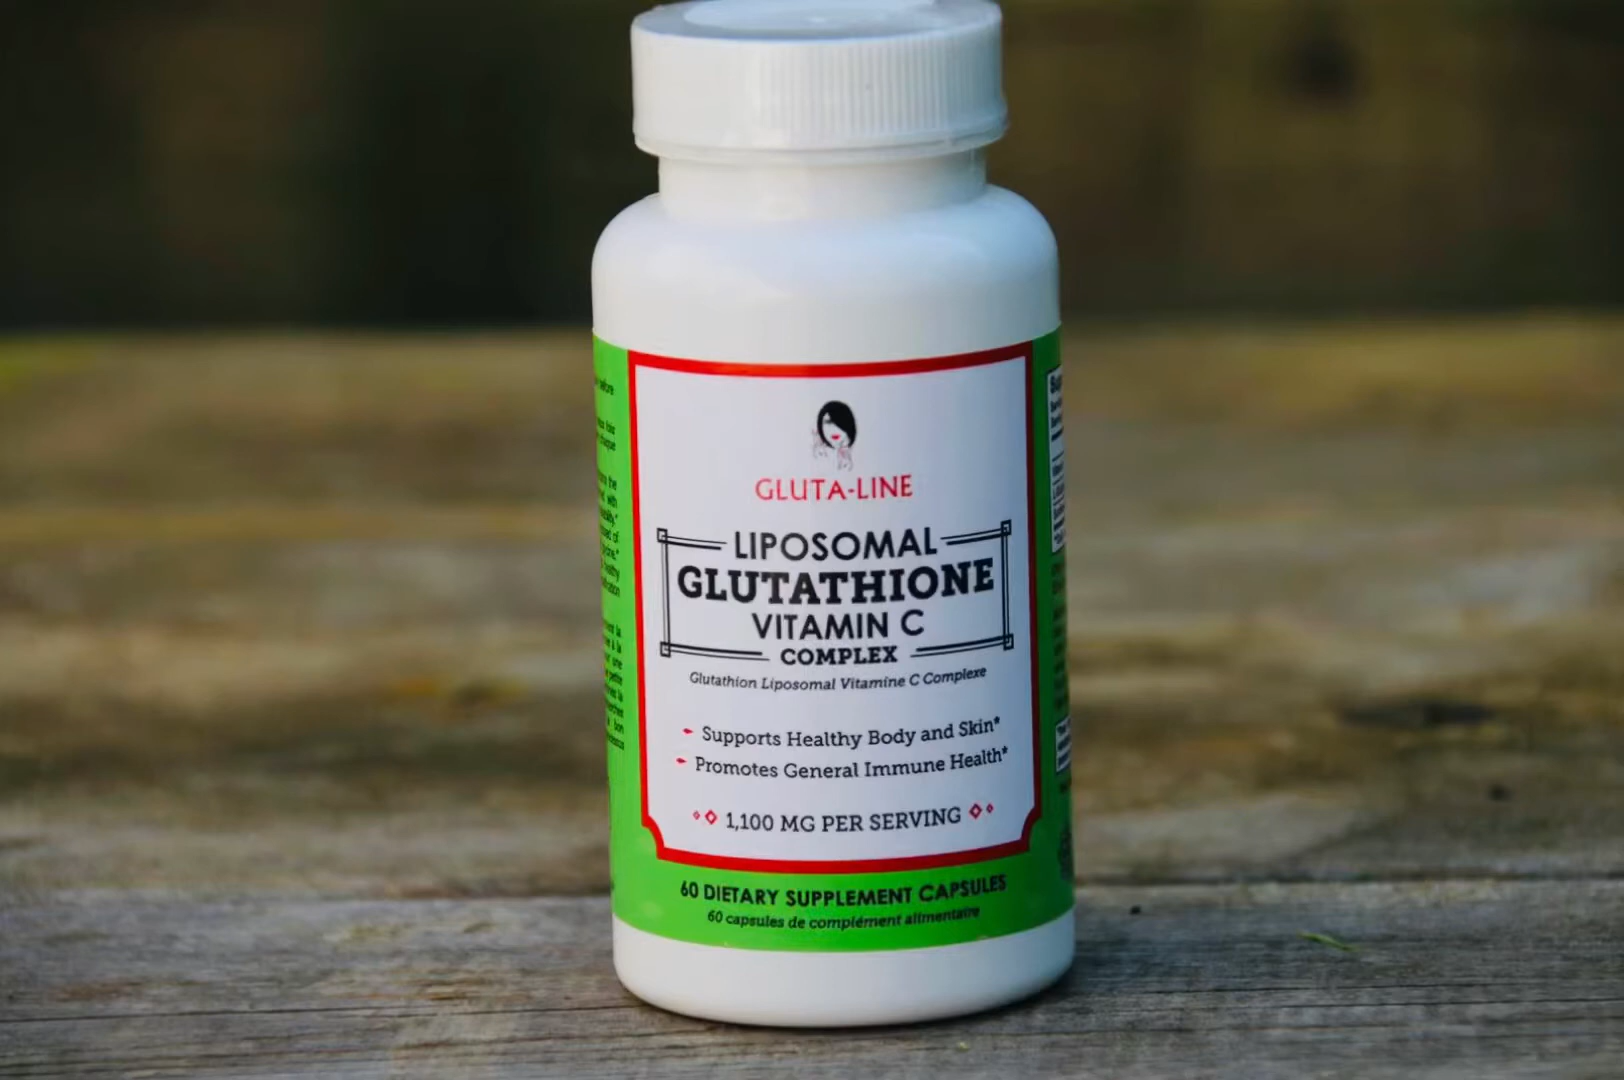 GLUTA-LINE
LIPOSOMAL
GLUTATHIONE
VITAMIN C
COMPLEX
Glutathion Liposomal Vitamine C Complexe
Supports Healthy Body and Skin*
Promotes General Immune Health*
1,100 MG PER SERVING
60 DIETARY SUPPLEMENT CAPSULES
60 capsules de complément alimentaire